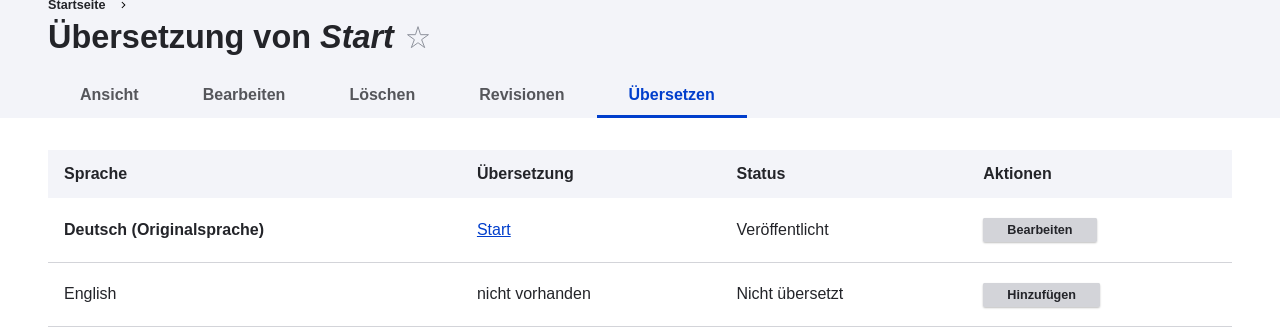 Startseite
Übersetzung von Start
Ansicht Bearbeiten Löschen Revisionen Übersetzen
Sprache Übersetzung Status Aktionen
Deutsch (Originalsprache) Start Veröffentlicht Bearbeiten
English nicht vorhanden Nicht übersetzt Hinzufügen